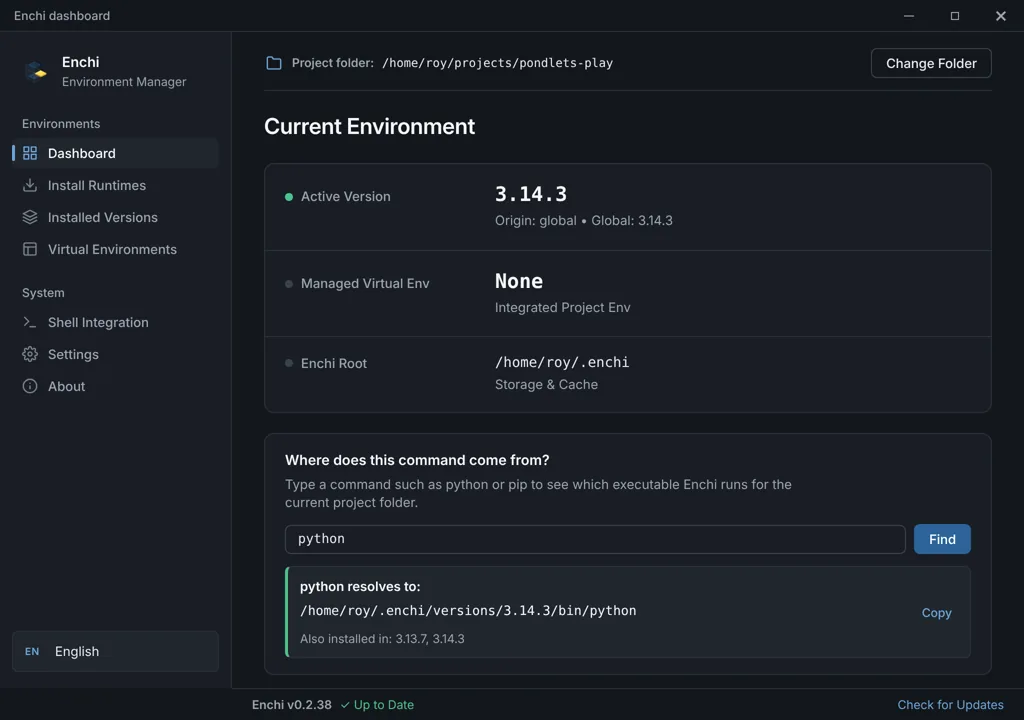 Enchi dashboard
Enchi
Environment Manager
Environments
Dashboard
Install Runtimes
Installed Versions
Virtual Environments
System
Shell Integration
Settings
About
EN English
Project folder: /home/roy/projects/pondlets-play
Change Folder
Current Environment
Active Version
3.14.3
Origin: global • Global: 3.14.3
Managed Virtual Env
None
Integrated Project Env
Enchi Root
/home/roy/.enchi
Storage & Cache
Where does this command come from?
Type a command such as python or pip to see which executable Enchi runs for the
current project folder.
python
Find
python resolves to:
/home/roy/.enchi/versions/3.14.3/bin/python
Copy
Also installed in: 3.13.7, 3.14.3
Enchi v0.2.38 ✓ Up to Date
Check for Updates